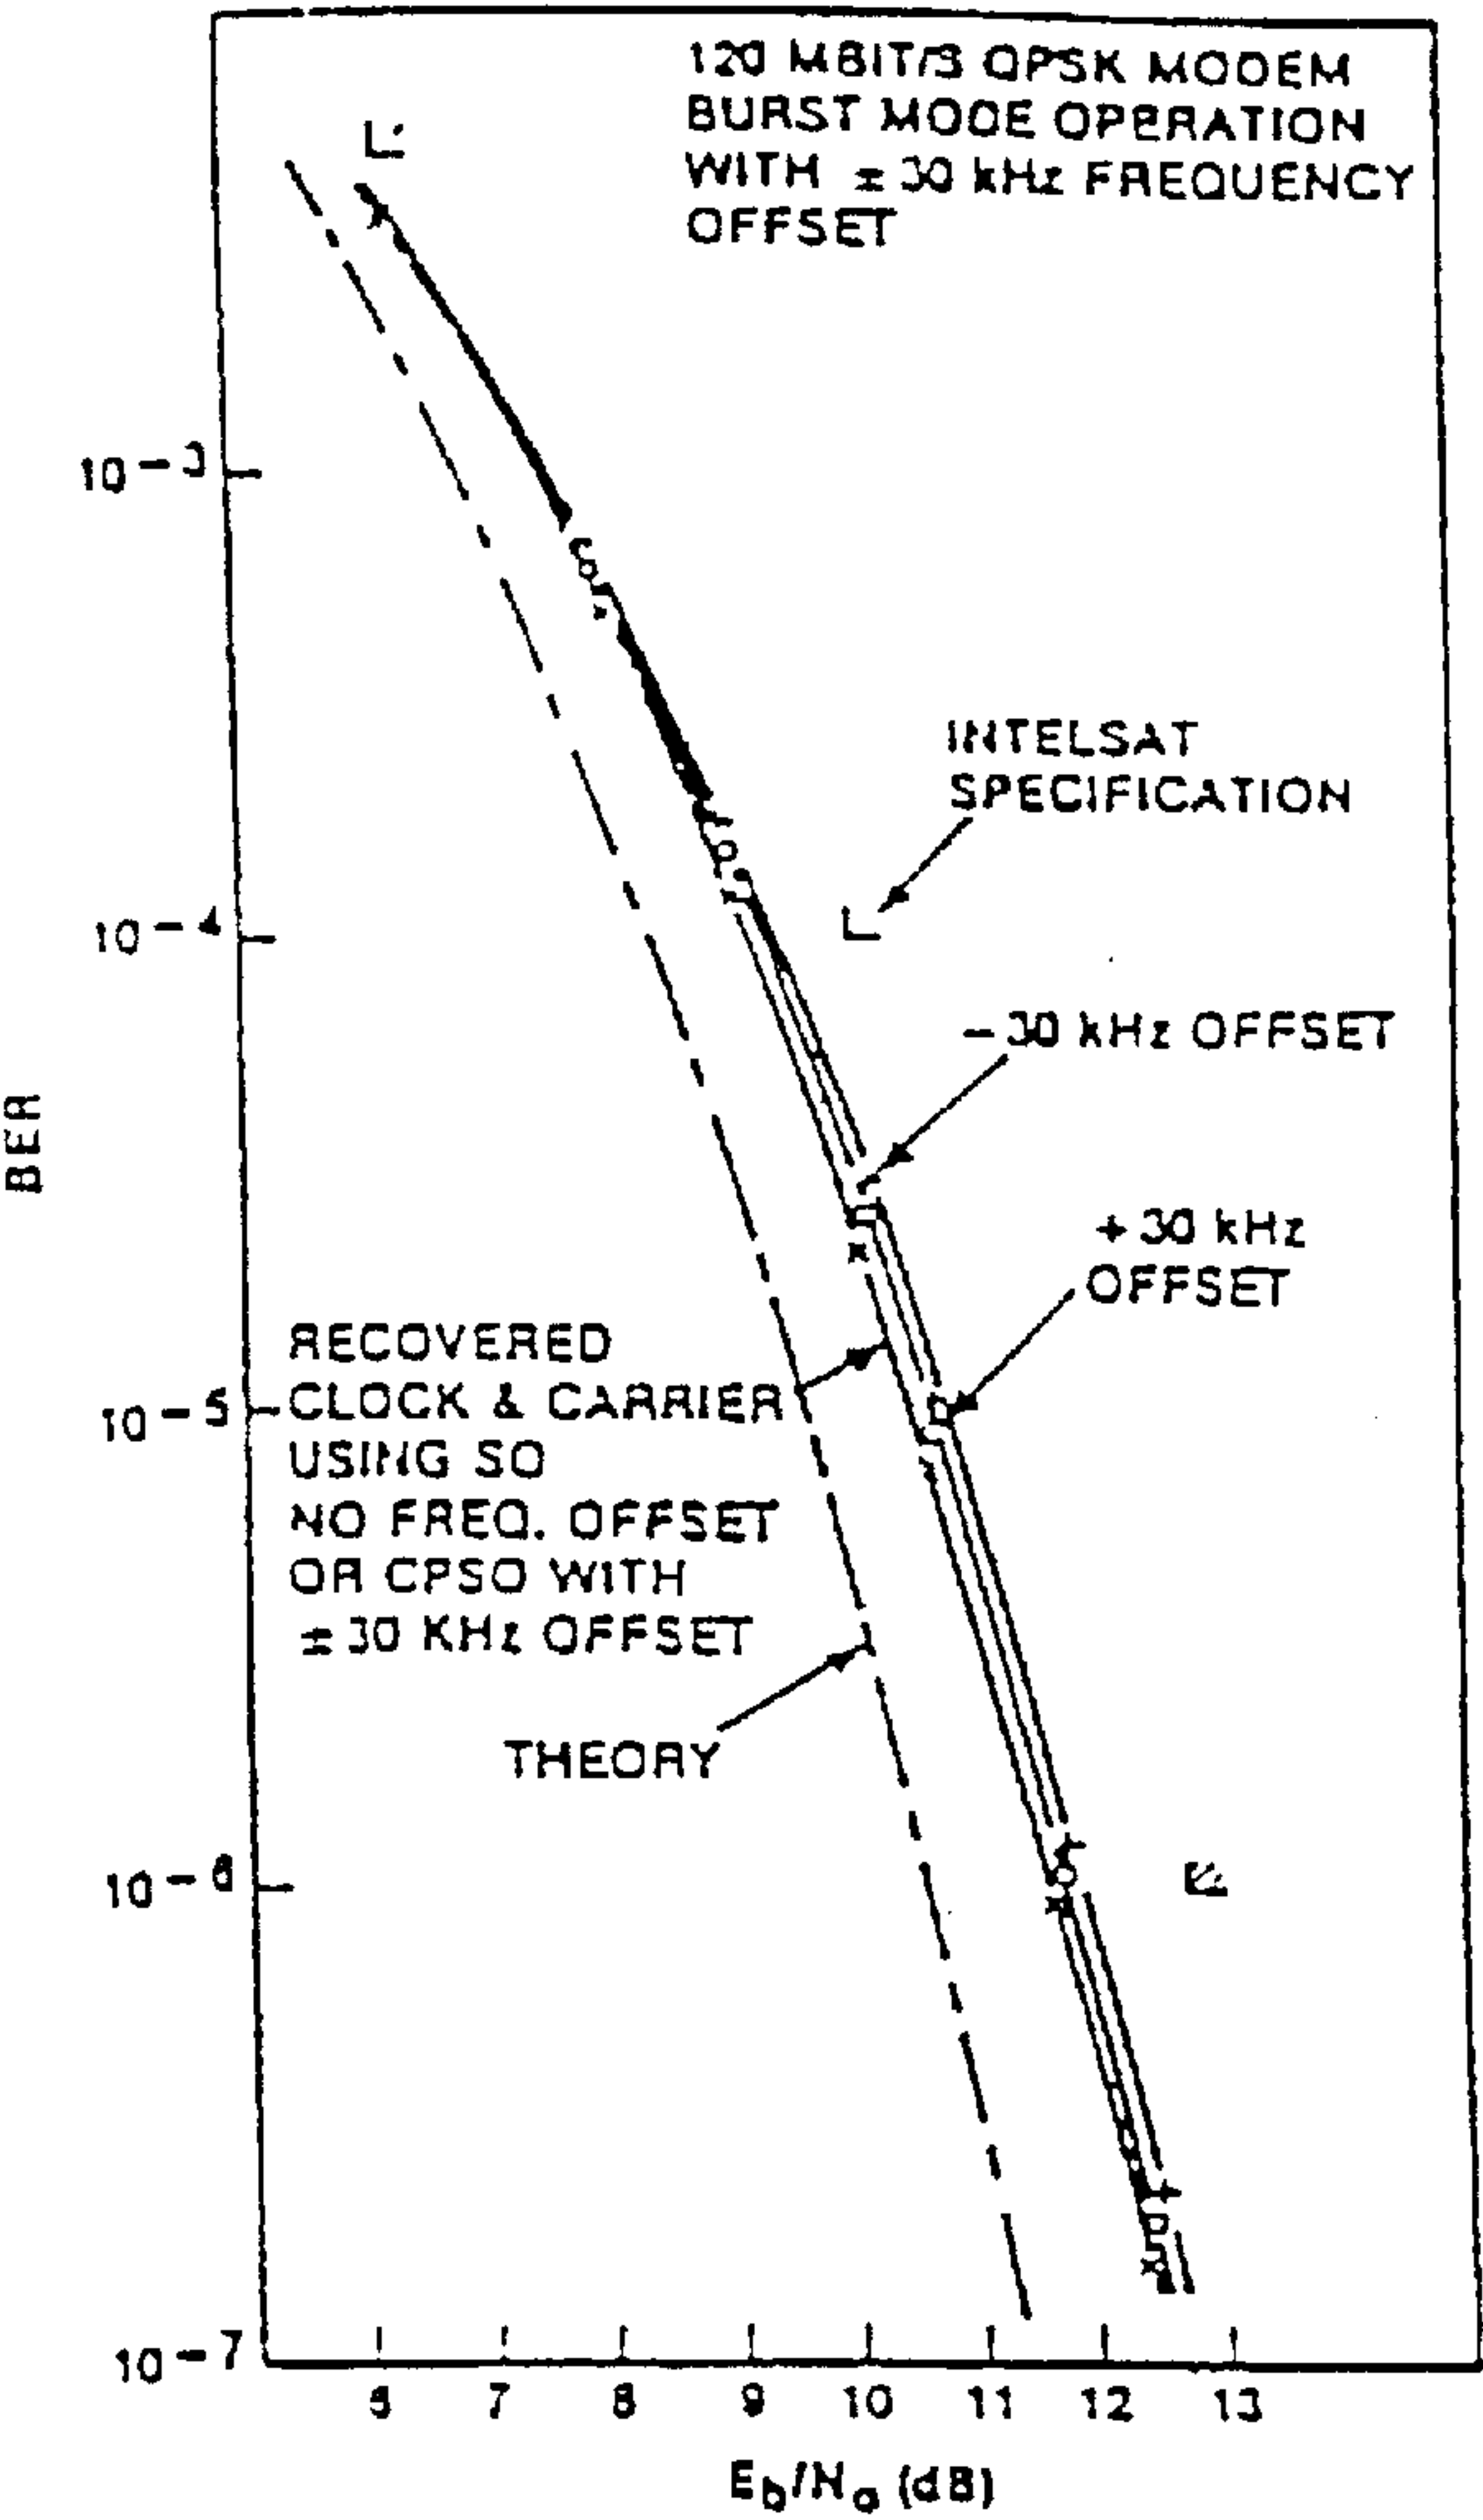 120 MBIT/S QPSK MODEM
BURST MODE OPERATION
WITH ± 30 kHz FREQUENCY
OFFSET
10-3
INTELSAT
SPECIFICATION
10-4
-30 kHz OFFSET
BER
+30 kHz
OFFSET
RECOVERED
CLOCK & CARRIER
USING SO
NO FREQ. OFFSET
OR CPSO WITH
± 30 KHz OFFSET
10-5
THEORY
10-6
10-7
7
8
9
10
11
12
13
Eb/No (dB)